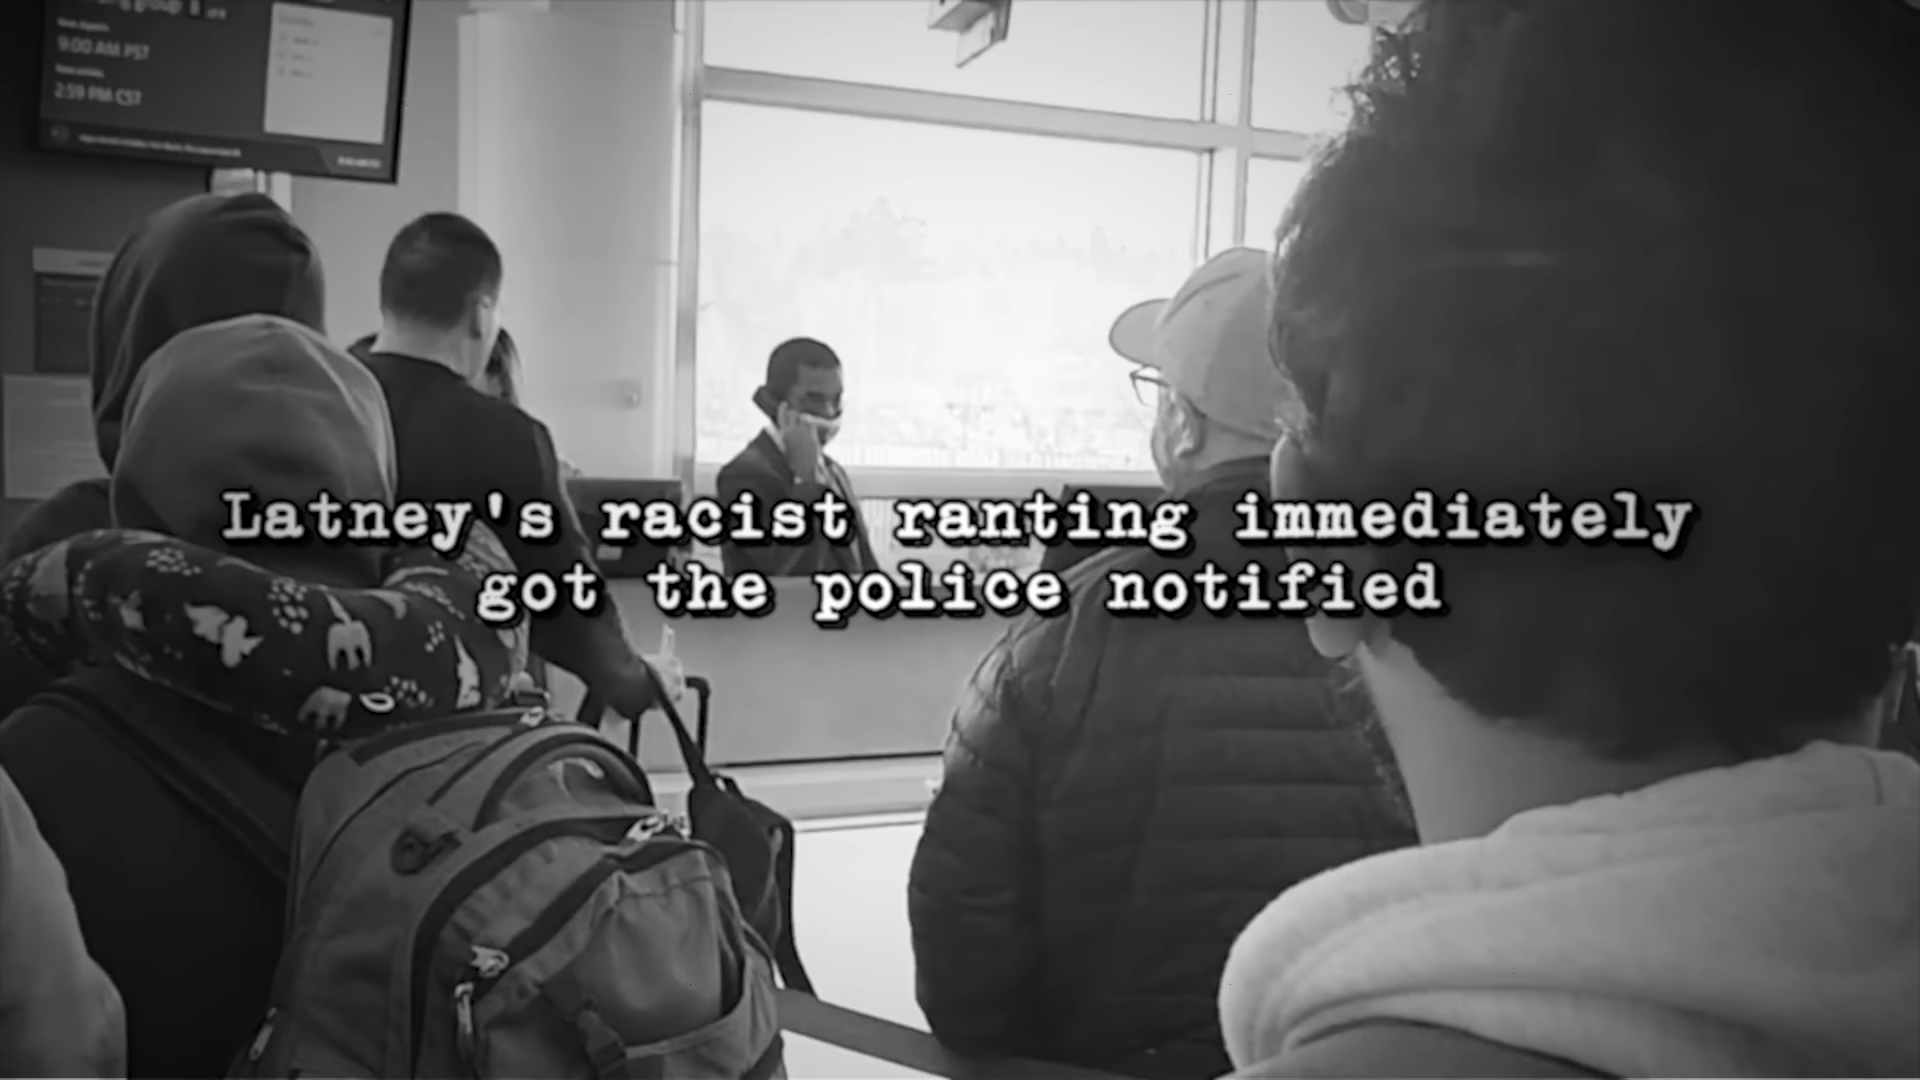 9:00 AM PST
2:59 PM CST
Latney's racist ranting immediately
got the police notified